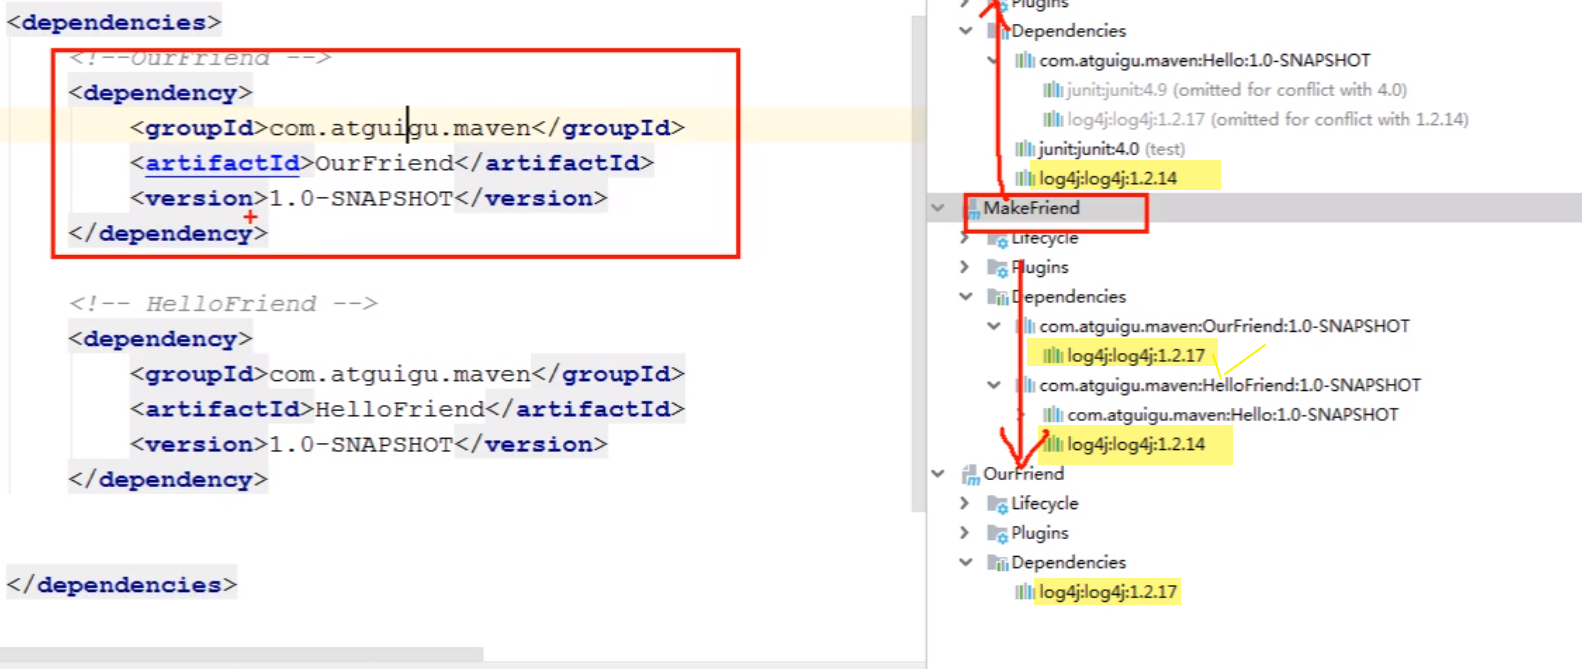 <dependencies>
<!--OurFriend -->
<dependency>
<groupId>com.atguigu.maven</groupId>
<artifactId>OurFriend</artifactId>
<version>1.0-SNAPSHOT</version>
</dependency>
<!-- HelloFriend -->
<dependency>
<groupId>com.atguigu.maven</groupId>
<artifactId>HelloFriend</artifactId>
<version>1.0-SNAPSHOT</version>
</dependency>
</dependencies>
Plugins
Dependencies
com.atguigu.maven:Hello:1.0-SNAPSHOT
junit:junit:4.9 (omitted for conflict with 4.0)
log4j:log4j:1.2.17 (omitted for conflict with 1.2.14)
junit:junit:4.0 (test)
log4j:log4j:1.2.14
MakeFriend
Lifecycle
Plugins
Dependencies
com.atguigu.maven:OurFriend:1.0-SNAPSHOT
log4j:log4j:1.2.17
com.atguigu.maven:HelloFriend:1.0-SNAPSHOT
com.atguigu.maven:Hello:1.0-SNAPSHOT
log4j:log4j:1.2.14
OurFriend
Lifecycle
Plugins
Dependencies
log4j:log4j:1.2.17